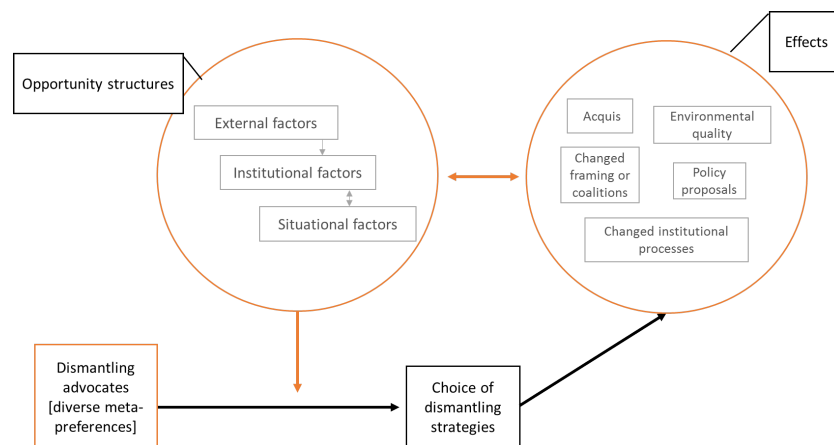 Opportunity structures
Effects
External factors
Institutional factors
Situational factors
Acquis
Environmental
quality
Changed
framing or
coalitions
Policy
proposals
Changed institutional
processes
Dismantling
advocates
[diverse meta-
preferences]
Choice of
dismantling
strategies